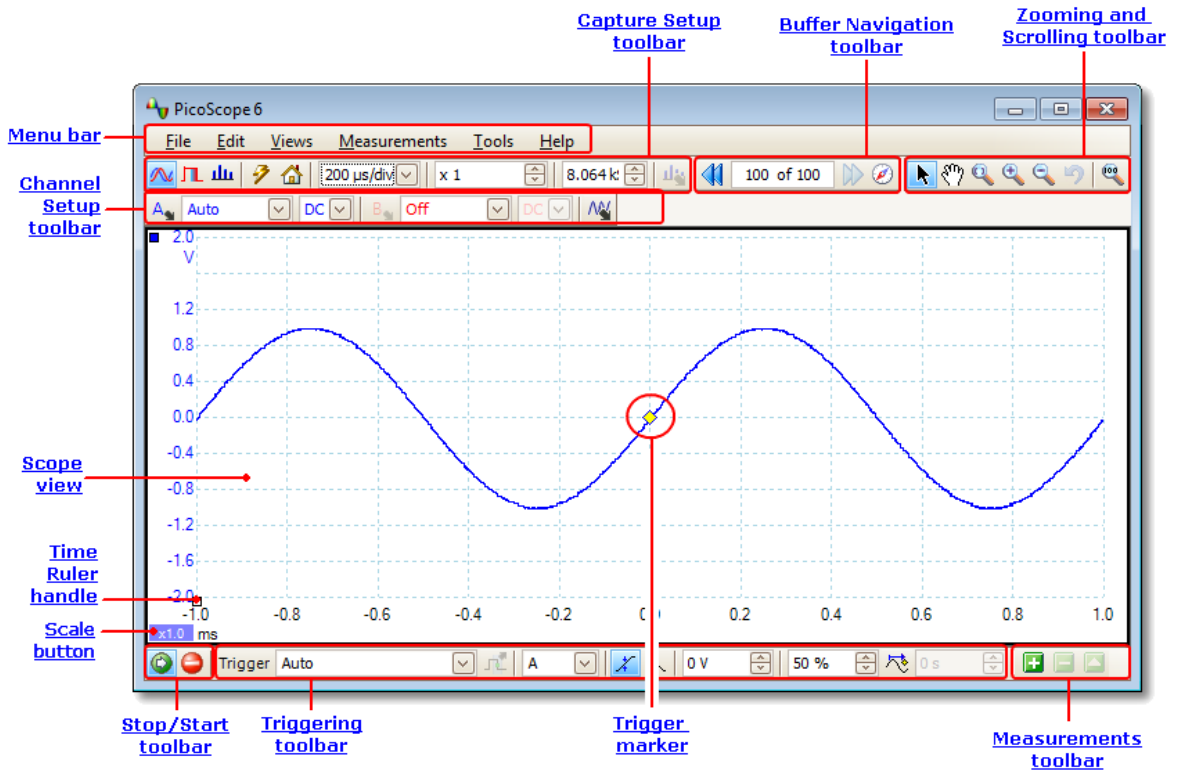 Capture Setup
toolbar
Buffer Navigation
toolbar
Zooming and
Scrolling toolbar
PicoScope 6
Menu bar
File Edit Views Measurements Tools Help
200 µs/div x 1 8.064 k 100 of 100 100
Channel
Setup
toolbar
A Auto DC B Off DC
2.0
V
1.2
0.8
0.4
0.0
-0.4
-0.8
-1.2
-1.6
-2.0
Scope
view
Time
Ruler
handle
-1.0 -0.8 -0.6 -0.4 -0.2 0.0 0.2 0.4 0.6 0.8 1.0
Scale
button
x1.0 ms
Trigger Auto A 0 V 50 % 0 s
Stop/Start
toolbar
Triggering
toolbar
Trigger
marker
Measurements
toolbar